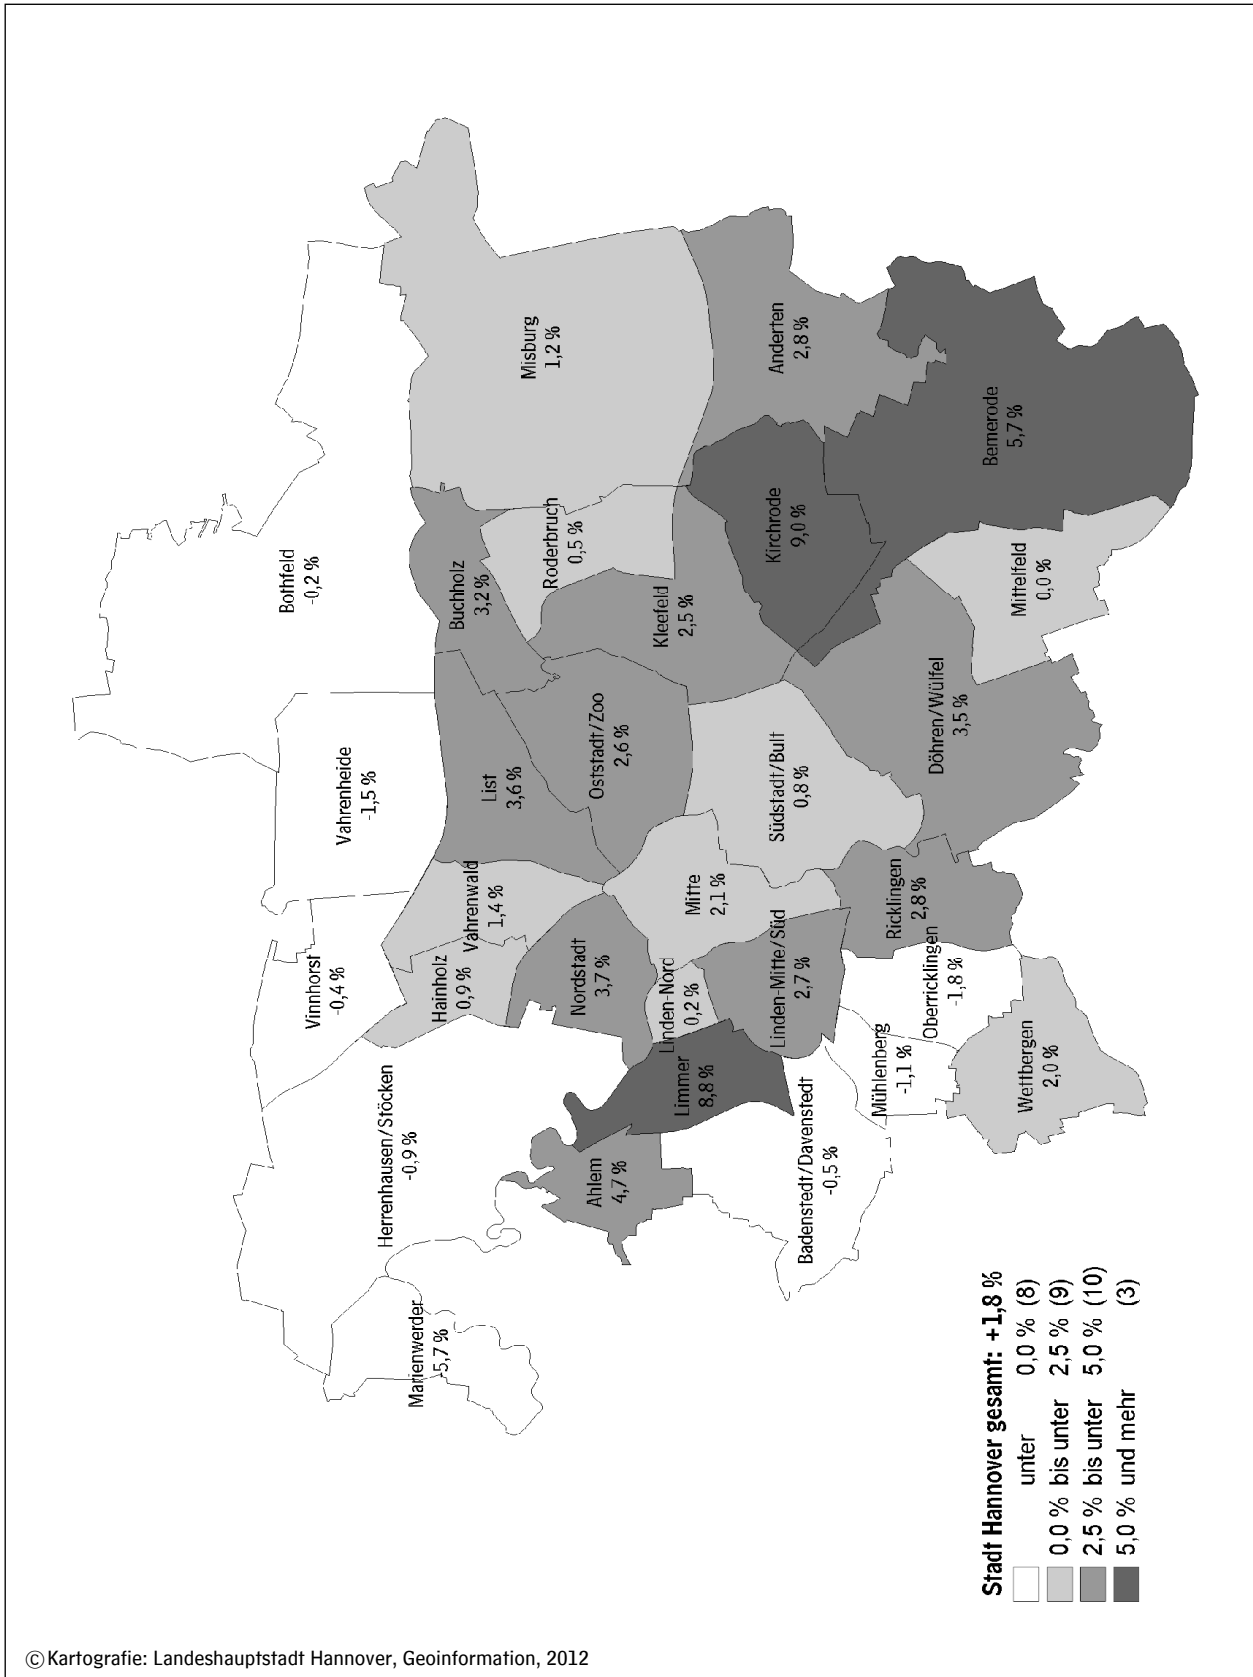 Bothfeld
-0,2 %
Misburg
1,2 %
Vahrenheide
-1,5 %
Buchholz
3,2 %
Roderbruch
0,5 %
Anderten
2,8 %
Vinnhorst
-0,4 %
List
3,6 %
Kleefeld
2,5 %
Kirchrode
9,0 %
Bemerode
5,7 %
Vahrenwald
1,4 %
Oststadt/Zoo
2,6 %
Hainholz
0,9 %
Südstadt/Bult
0,8 %
Mittelfeld
0,0 %
Herrenhausen/Stöcken
-0,9 %
Nordstadt
3,7 %
Mitte
2,1 %
Döhren/Wülfel
3,5 %
Linden-Nord
0,2 %
Linden-Mitte/Süd
2,7 %
Ricklingen
2,8 %
Marienwerder
-5,7 %
Ahlem
4,7 %
Limmer
8,8 %
Oberricklingen
-1,8 %
Mühlenberg
-1,1 %
Badenstedt/Davenstedt
-0,5 %
Wettbergen
2,0 %
Stadt Hannover gesamt: +1,8 %
unter 0,0 % (8)
0,0 % bis unter 2,5 % (9)
2,5 % bis unter 5,0 % (10)
5,0 % und mehr (3)
© Kartografie: Landeshauptstadt Hannover, Geoinformation, 2012